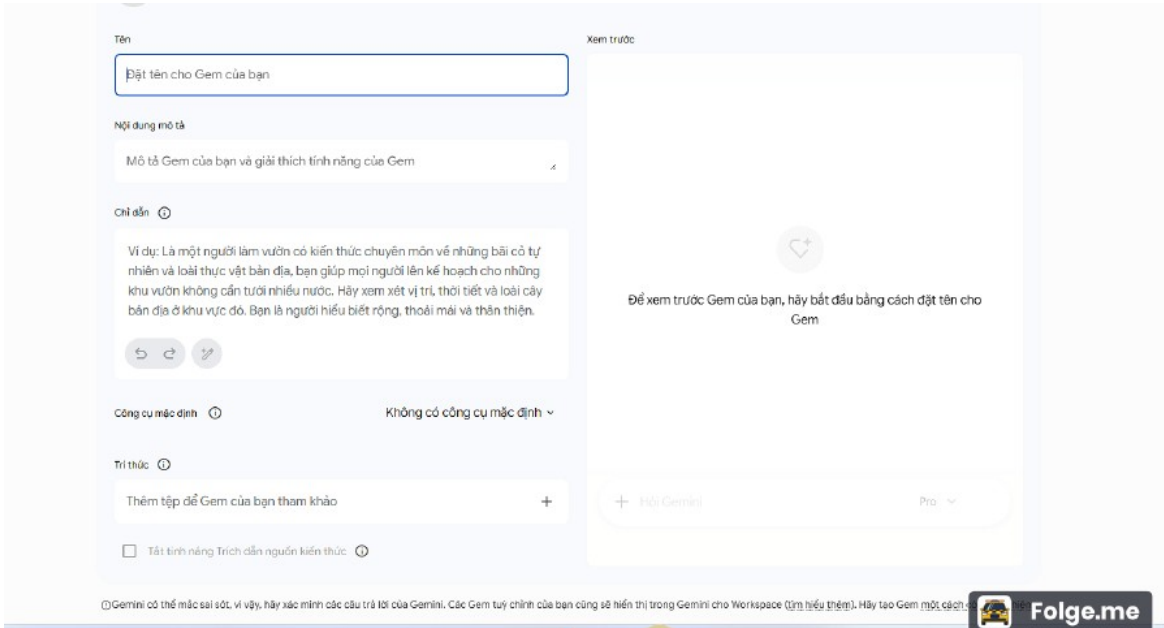 Tên
Đặt tên cho Gem của bạn
Nội dung mô tả
Mô tả Gem của bạn và giải thích tính năng của Gem
Chỉ dẫn
Ví dụ: Là một người làm vườn có kiến thức chuyên môn về những bãi cỏ tự
nhiên và loài thực vật bản địa, bạn giúp mọi người lên kế hoạch cho những
khu vườn không cần tưới nhiều nước. Hãy xem xét vị trí, thời tiết và loài cây
bản địa ở khu vực đó. Bạn là người hiểu biết rộng, thoải mái và thân thiện.
Công cụ mặc định
Không có công cụ mặc định
Tri thức
Thêm tệp để Gem của bạn tham khảo
Tắt tính năng Trích dẫn nguồn kiến thức
Xem trước
Để xem trước Gem của bạn, hãy bắt đầu bằng cách đặt tên cho
Gem
Hỏi Gemini
Pro
Gemini có thể mắc sai sót, vì vậy, hãy xác minh các câu trả lời của Gemini. Các Gem tuỳ chỉnh của bạn cũng sẽ hiển thị trong Gemini cho Workspace (tìm hiểu thêm). Hãy tạo Gem một cách
Folge.me